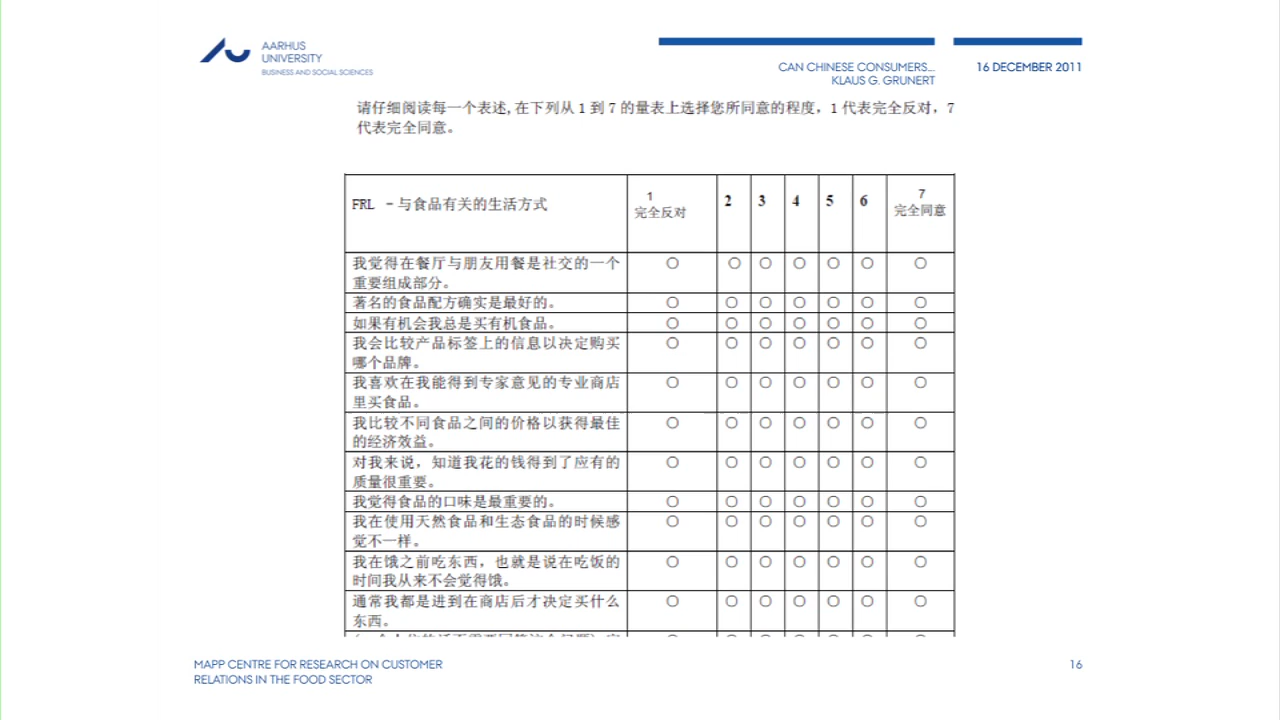 AARHUS
UNIVERSITY
BUSINESS AND SOCIAL SCIENCES
CAN CHINESE CONSUMERS...
KLAUS G. GRUNERT
16 DECEMBER 2011
请仔细阅读每一个表述,在下列从 1 到 7 的量表上选择您所同意的程度，1 代表完全反对，7
代表完全同意。
FRL －与食品有关的生活方式
1
完全反对
2
3
4
5
6
7
完全同意
我觉得在餐厅与朋友用餐是社交的一个
重要组成部分。
著名的食品配方确实是最好的。
如果有机会我总是买有机食品。
我会比较产品标签上的信息以决定购买
哪个品牌。
我喜欢在我能得到专家意见的专业商店
里买食品。
我比较不同食品之间的价格以获得最佳
的经济效益。
对我来说，知道我花的钱得到了应有的
质量很重要。
我觉得食品的口味是最重要的。
我在使用天然食品和生态食品的时候感
觉不一样。
我在饿之前吃东西，也就是说在吃饭的
时间我从来不会觉得饿。
通常我都是进到在商店后才决定买什么
东西。
MAPP CENTRE FOR RESEARCH ON CUSTOMER
RELATIONS IN THE FOOD SECTOR
16